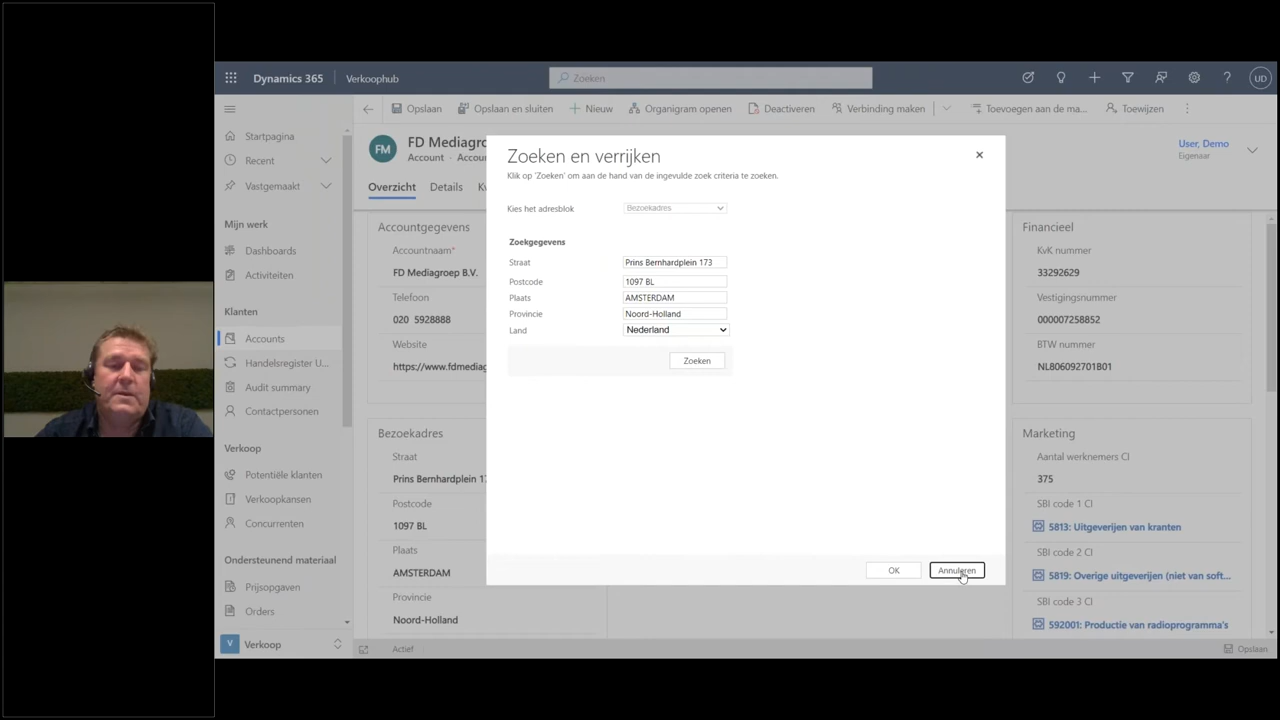 Dynamics 365
Verkoophub
Zoeken
UD
Opslaan
Opslaan en sluiten
Nieuw
Organigram openen
Deactiveren
Verbinding maken
Toevoegen aan de ma...
Toewijzen
Startpagina
Recent
Vastgemaakt
Mijn werk
Dashboards
Activiteiten
Klanten
Accounts
Handelsregister U...
Audit summary
Contactpersonen
Verkoop
Potentiële klanten
Verkoopkansen
Concurrenten
Ondersteunend materiaal
Prijsopgaven
Orders
V Verkoop
FM
FD Mediagro
Account · Accou
User, Demo
Eigenaar
Overzicht
Details
Kv
Accountgegevens
Accountnaam*
FD Mediagroep B.V.
Telefoon
020 5928888
Website
https://www.fdmediag
Bezoekadres
Straat
Prins Bernhardplein 17
Postcode
1097 BL
Plaats
AMSTERDAM
Provincie
Noord-Holland
Zoeken en verrijken
Klik op 'Zoeken' om aan de hand van de ingevulde zoek criteria te zoeken.
Kies het adresblok
Bezoekadres
Zoekgegevens
Straat
Prins Bernhardplein 173
Postcode
1097 BL
Plaats
AMSTERDAM
Provincie
Noord-Holland
Land
Nederland
Zoeken
OK
Annuleren
Financieel
KvK nummer
33292629
Vestigingsnummer
000007258852
BTW nummer
NL806092701B01
Marketing
Aantal werknemers CI
375
SBI code 1 CI
5813: Uitgeverijen van kranten
SBI code 2 CI
5819: Overige uitgeverijen (niet van soft...
SBI code 3 CI
592001: Productie van radioprogramma's
Actief
Opslaan